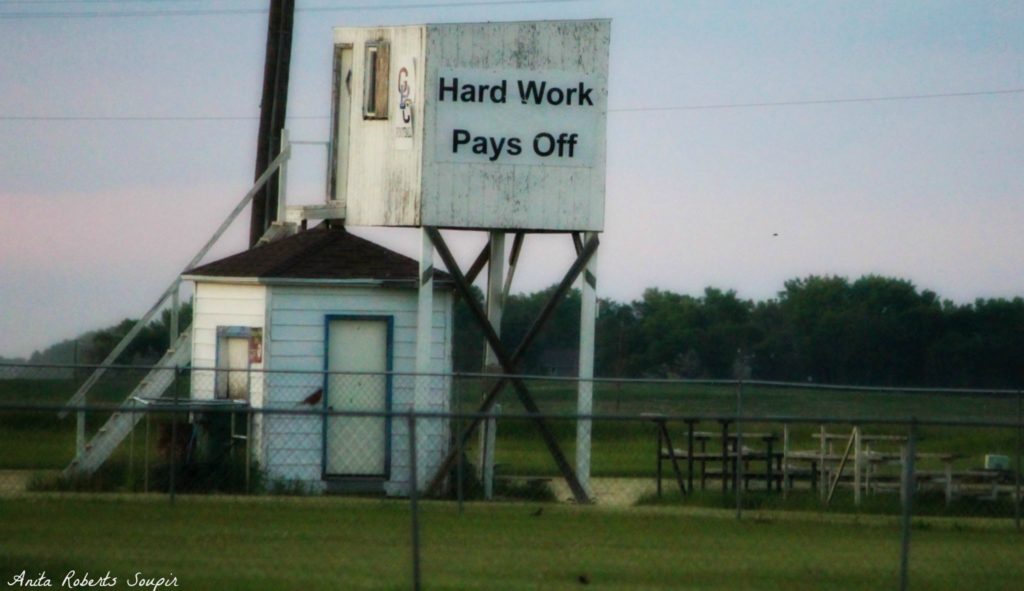 Hard Work
Pays Off
Anita Roberts Soupir